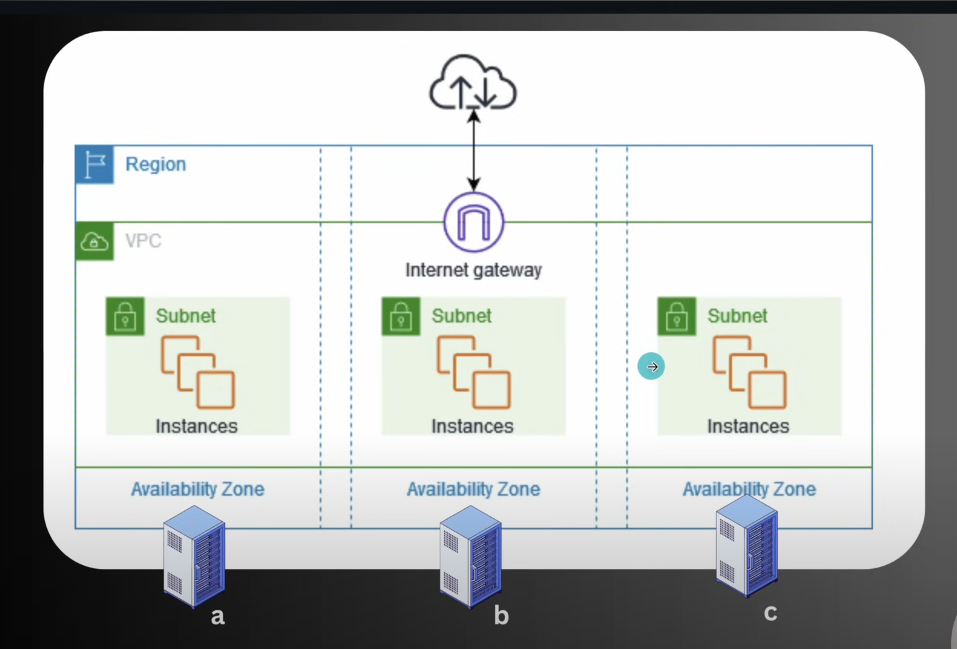 Region
VPC
Internet gateway
Subnet
Subnet
Subnet
Instances
Instances
Instances
Availability Zone
Availability Zone
Availability Zone
a
b
c